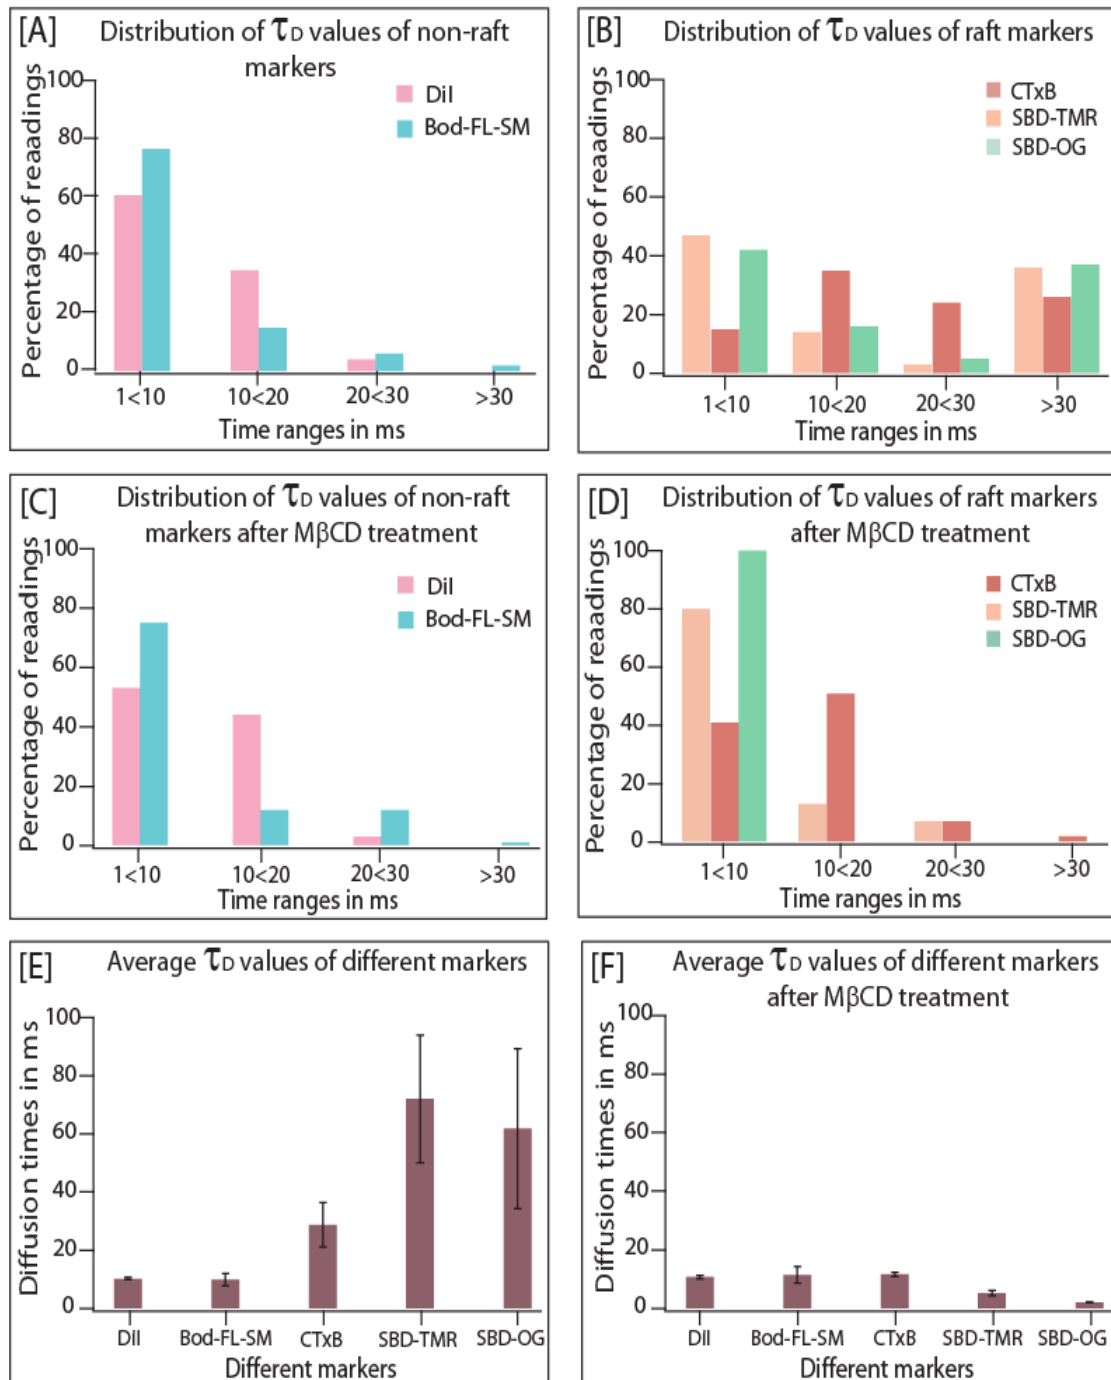 [A] Distribution of τD values of non-raft
markers
Percentage of reaadings
100
80
60
40
20
0
DiI
Bod-FL-SM
1<10 10<20 20<30 >30
Time ranges in ms
[B] Distribution of τD values of raft markers
Percentage of reaadings
100
80
60
40
20
0
CTxB
SBD-TMR
SBD-OG
1<10 10<20 20<30 >30
Time ranges in ms
[C] Distribution of τD values of non-raft
markers after MβCD treatment
Percentage of reaadings
100
80
60
40
20
0
DiI
Bod-FL-SM
1<10 10<20 20<30 >30
Time ranges in ms
[D] Distribution of τD values of raft markers
after MβCD treatment
Percentage of reaadings
100
80
60
40
20
0
CTxB
SBD-TMR
SBD-OG
1<10 10<20 20<30 >30
Time ranges in ms
[E] Average τD values of different markers
Diffusion times in ms
100
80
60
40
20
0
DiI Bod-FL-SM CTxB SBD-TMR SBD-OG
Different markers
[F] Average τD values of different markers
after MβCD treatment
Diffusion times in ms
100
80
60
40
20
0
DiI Bod-FL-SM CTxB SBD-TMR SBD-OG
Different markers